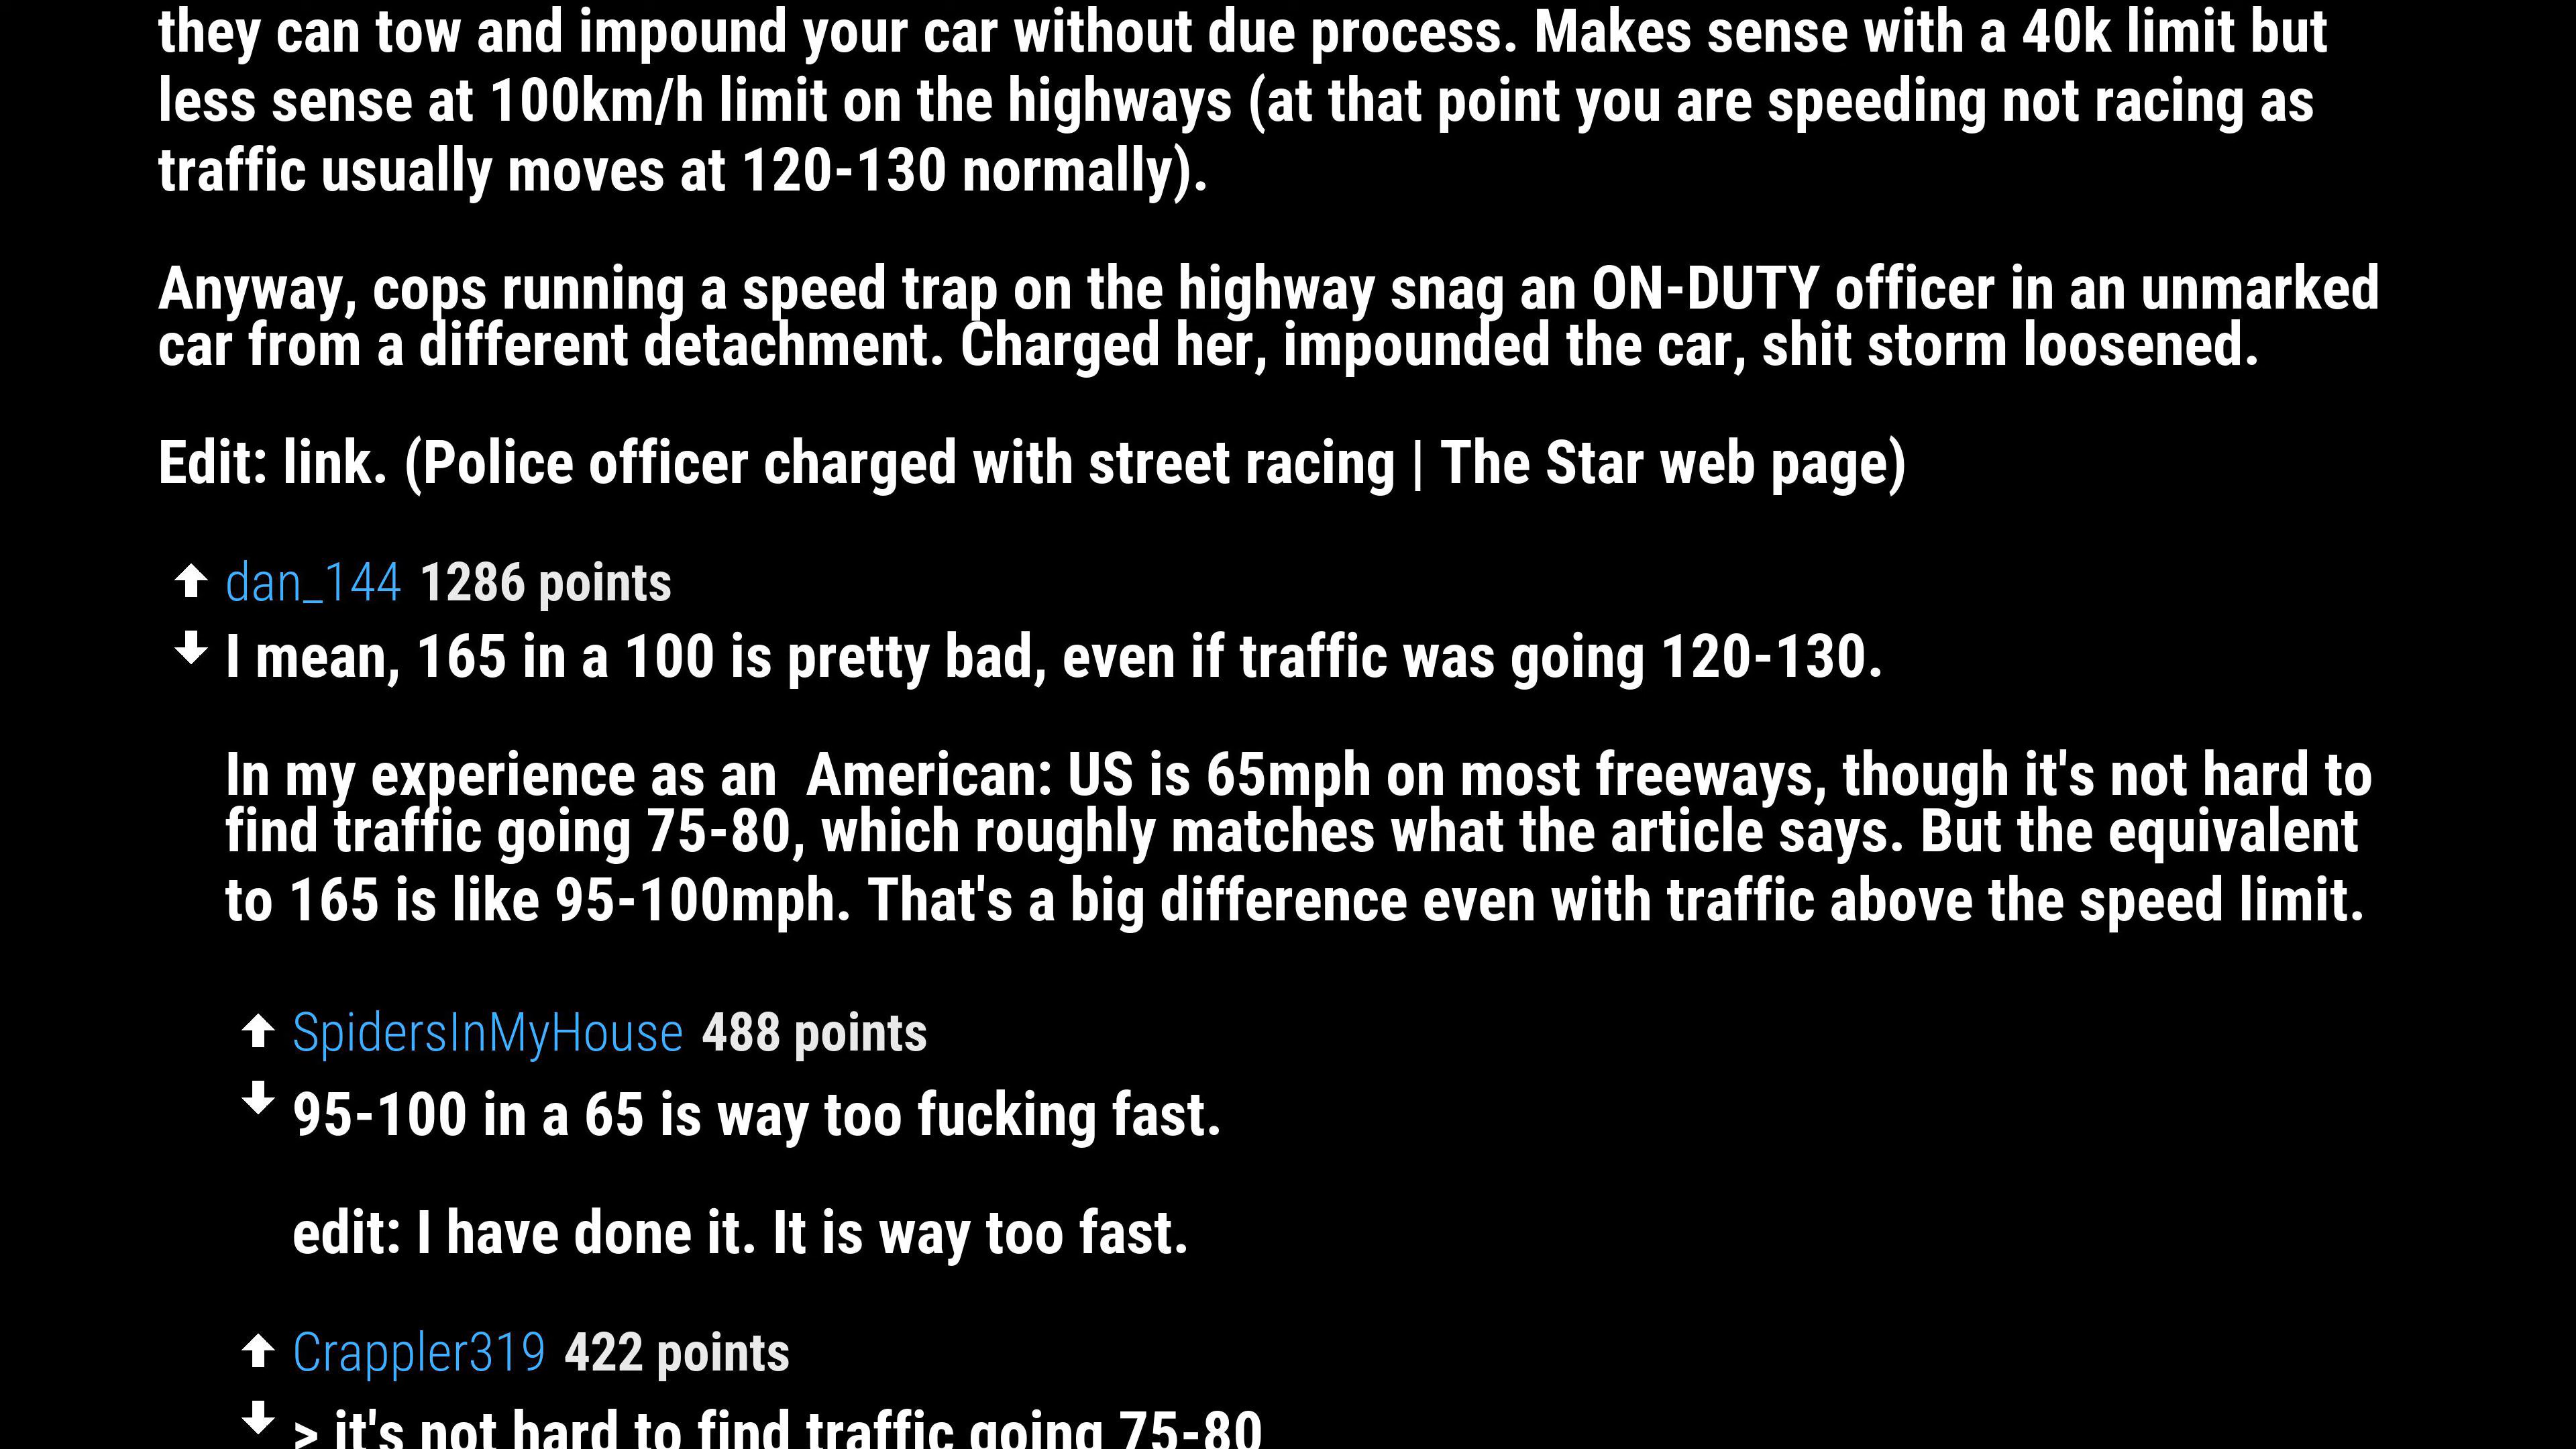 they can tow and impound your car without due process. Makes sense with a 40k limit but
less sense at 100km/h limit on the highways (at that point you are speeding not racing as
traffic usually moves at 120-130 normally).
Anyway, cops running a speed trap on the highway snag an ON-DUTY officer in an unmarked
car from a different detachment. Charged her, impounded the car, shit storm loosened.
Edit: link. (Police officer charged with street racing | The Star web page)
dan_144 1286 points
I mean, 165 in a 100 is pretty bad, even if traffic was going 120-130.
In my experience as an  American: US is 65mph on most freeways, though it's not hard to
find traffic going 75-80, which roughly matches what the article says. But the equivalent
to 165 is like 95-100mph. That's a big difference even with traffic above the speed limit.
SpidersInMyHouse 488 points
95-100 in a 65 is way too fucking fast.
edit: I have done it. It is way too fast.
Crappler319 422 points
> it's not hard to find traffic going 75-80